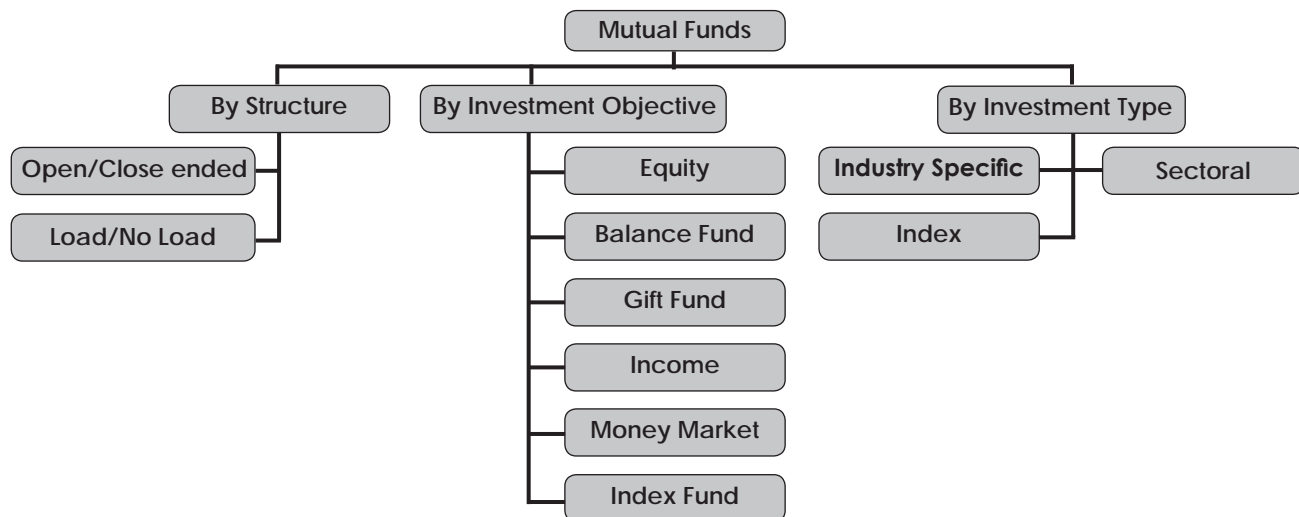 Mutual Funds
By Structure
Open/Close ended
Load/No Load
By Investment Objective
Equity
Balance Fund
Gift Fund
Income
Money Market
Index Fund
By Investment Type
Industry Specific
Sectoral
Index